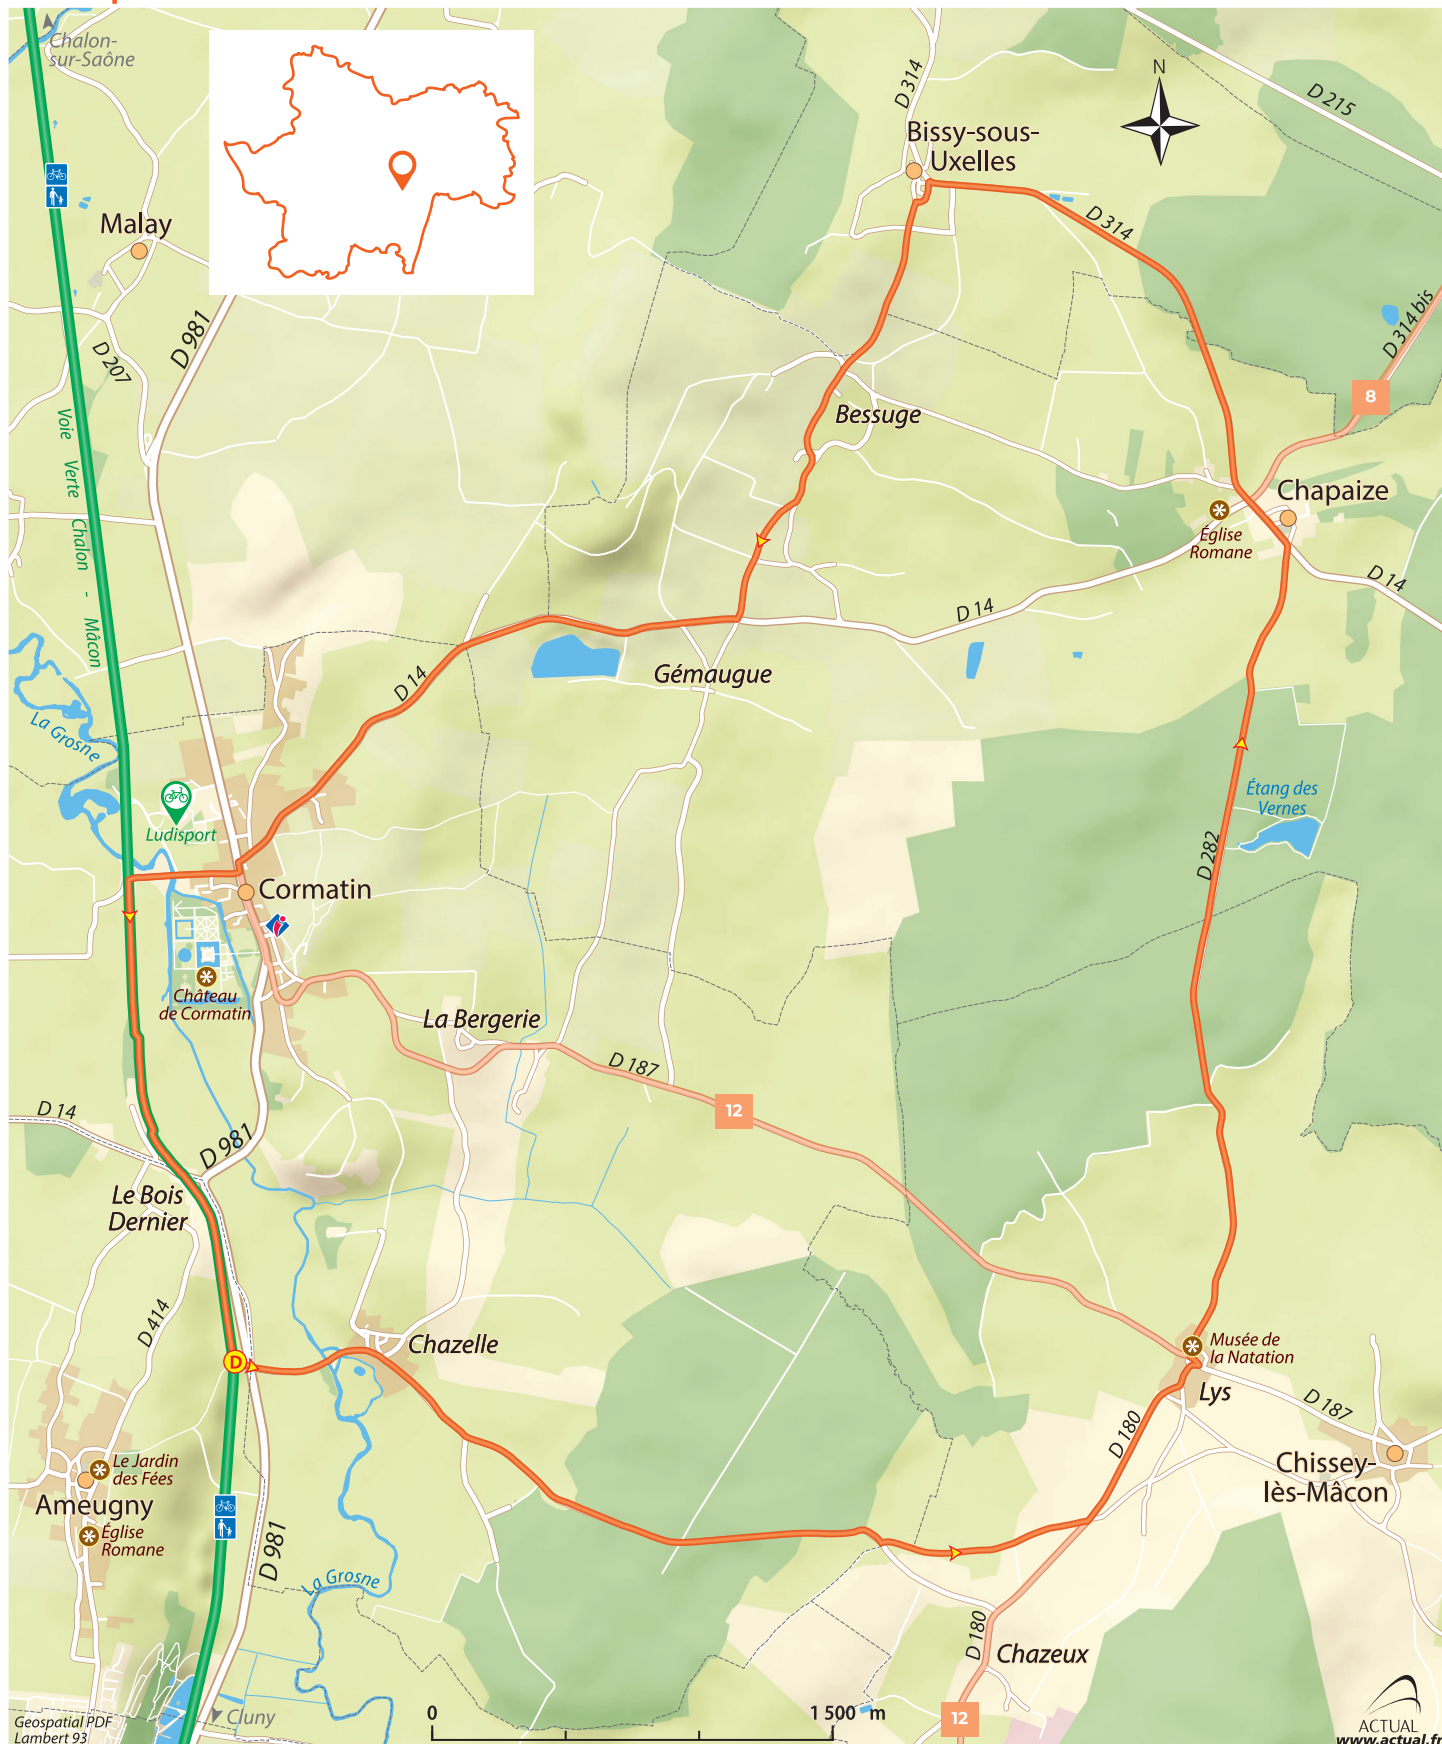 Chalon-
sur-Saône
N
D 314
D 215
Bissy-sous-
Uxelles
Malay
D 314
D 981
D 207
D 314 bis
8
Bessuge
Voie Verte Chalon - Mâcon
Chapaize
Église
Romane
D 14
D 14
Gémaugue
D 14
La Grosne
Étang des
Vernes
Ludisport
D 282
Cormatin
Château
de Cormatin
La Bergerie
D 187
12
D 14
D 981
Le Bois
Dernier
D 414
Chazelle
D
Musée de
la Natation
Lys
D 187
D 180
Chissey-
lès-Mâcon
Le Jardin
des Fées
Ameugny
Église
Romane
D 981
La Grosne
D 180
Chazeux
12
Cluny
0
1 500 m
Geospatial PDF
Lambert 93
ACTUAL
www.actual.fr